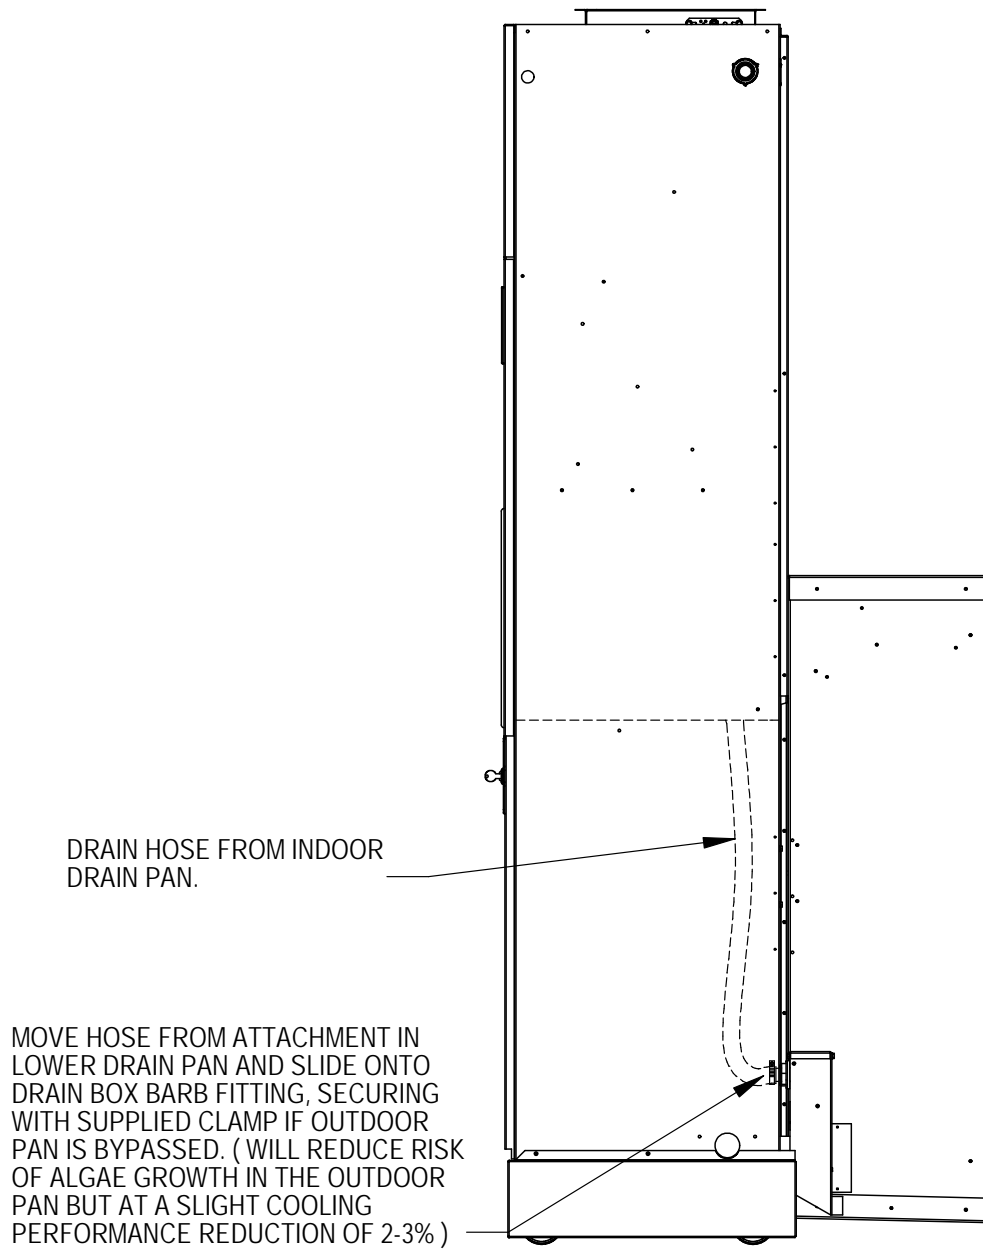 DRAIN HOSE FROM INDOOR
DRAIN PAN.
MOVE HOSE FROM ATTACHMENT IN
LOWER DRAIN PAN AND SLIDE ONTO
DRAIN BOX BARB FITTING, SECURING
WITH SUPPLIED CLAMP IF OUTDOOR
PAN IS BYPASSED. ( WILL REDUCE RISK
OF ALGAE GROWTH IN THE OUTDOOR
PAN BUT AT A SLIGHT COOLING
PERFORMANCE REDUCTION OF 2-3% )